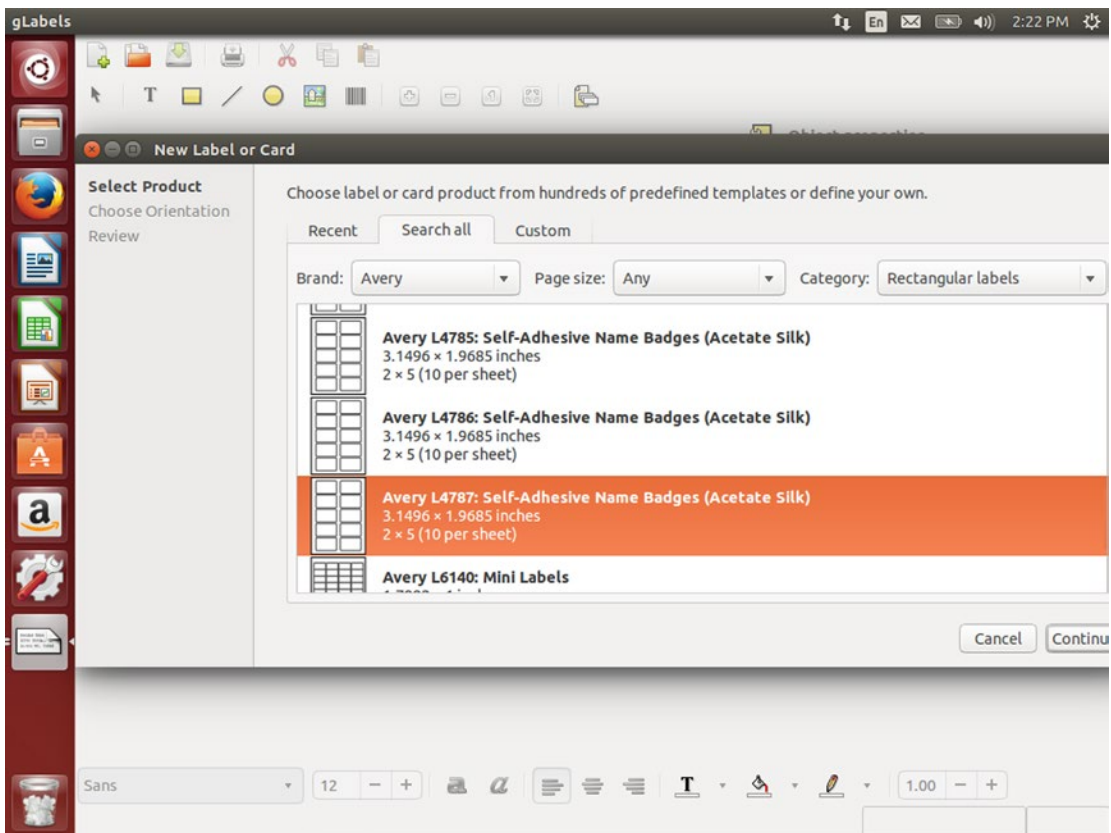 gLabels
En
2:22 PM
T
New Label or Card
Select Product
Choose Orientation
Review
Choose label or card product from hundreds of predefined templates or define your own.
Recent
Search all
Custom
Brand: Avery
Page size: Any
Category: Rectangular labels
Avery L4785: Self-Adhesive Name Badges (Acetate Silk)
3.1496 × 1.9685 inches
2 × 5 (10 per sheet)
Avery L4786: Self-Adhesive Name Badges (Acetate Silk)
3.1496 × 1.9685 inches
2 × 5 (10 per sheet)
Avery L4787: Self-Adhesive Name Badges (Acetate Silk)
3.1496 × 1.9685 inches
2 × 5 (10 per sheet)
Avery L6140: Mini Labels
Cancel
Continu
Sans
12
a
a
T
1.00